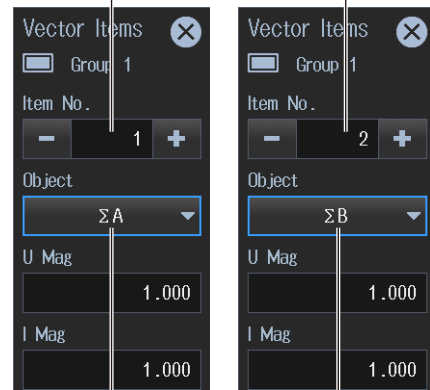 Vector Items
Group 1
Item No.
1
Object
ΣA
U Mag
1.000
I Mag
1.000
Vector Items
Group 1
Item No.
2
Object
ΣB
U Mag
1.000
I Mag
1.000